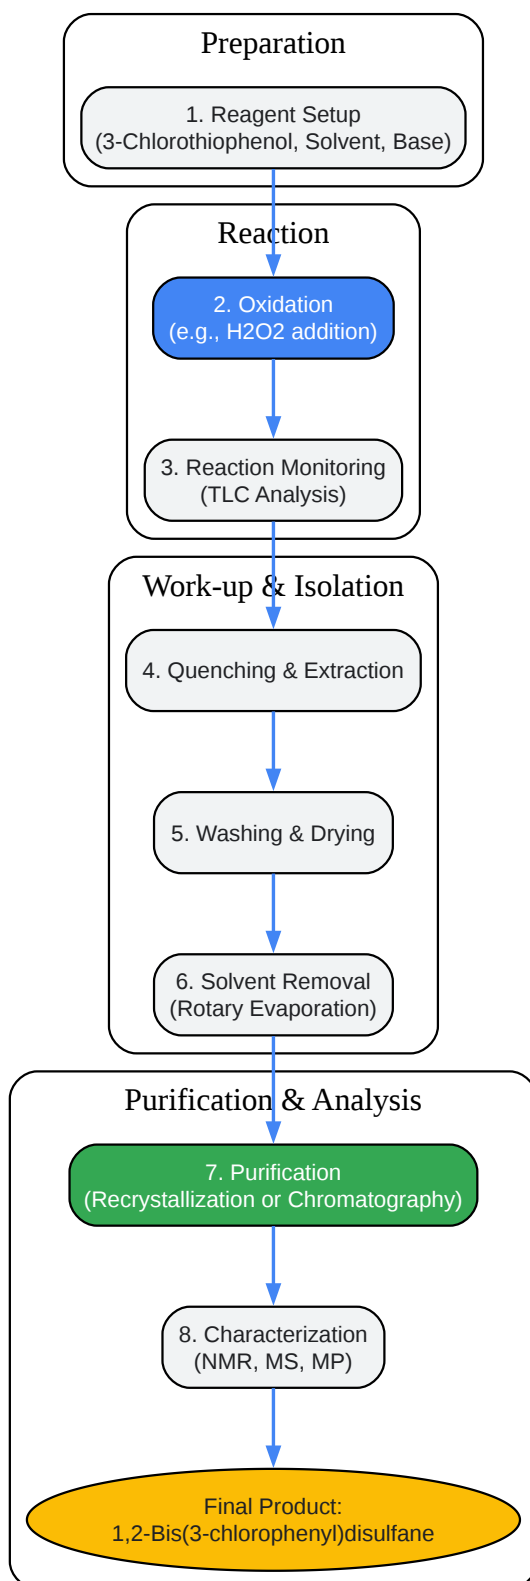 Preparation
1. Reagent Setup
(3-Chlorothiophenol, Solvent, Base)
Reaction
2. Oxidation
(e.g., H2O2 addition)
3. Reaction Monitoring
(TLC Analysis)
Work-up & Isolation
4. Quenching & Extraction
5. Washing & Drying
6. Solvent Removal
(Rotary Evaporation)
Purification & Analysis
7. Purification
(Recrystallization or Chromatography)
8. Characterization
(NMR, MS, MP)
Final Product:
1,2-Bis(3-chlorophenyl)disulfane